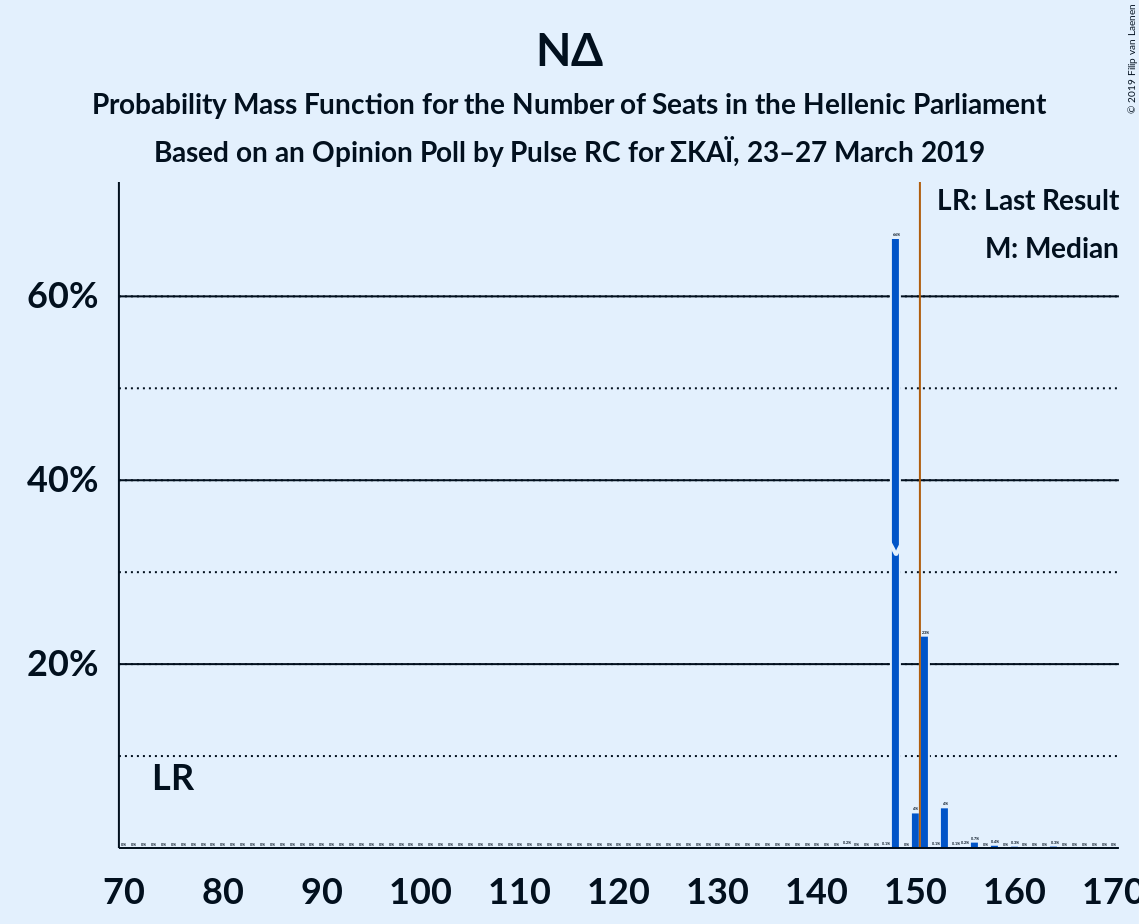 © 2019 Filip van Laenen
ΝΔ
Probability Mass Function for the Number of Seats in the Hellenic Parliament
Based on an Opinion Poll by Pulse RC for ΣΚΑΪ, 23–27 March 2019
LR: Last Result
M: Median
60%
40%
20%
LR
M
70 80 90 100 110 120 130 140 150 160 170